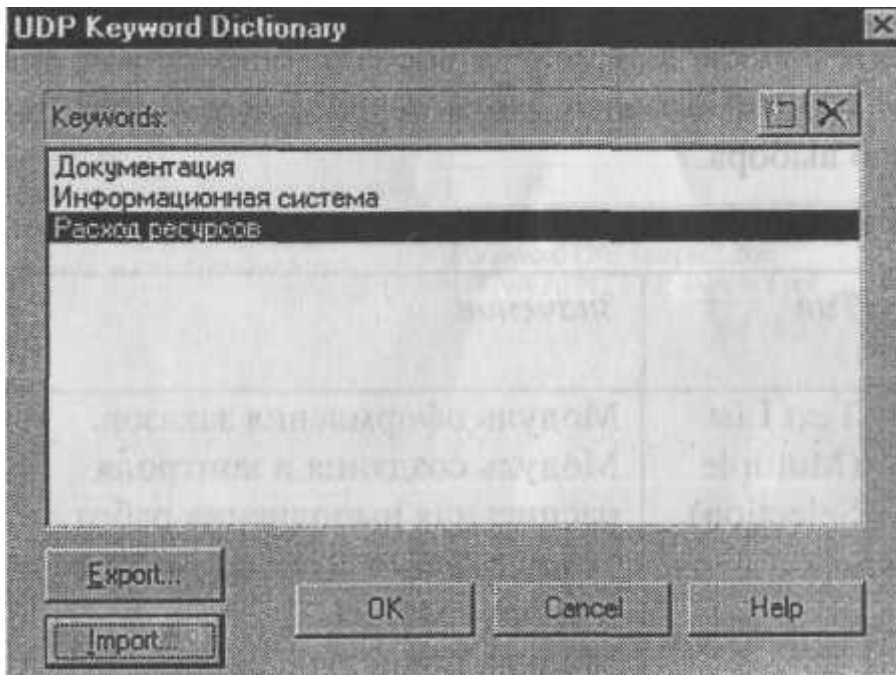 UDP Keyword Dictionary
Keywords:
Документация
Информационная система
Расход ресурсов
Export...
Import...
OK
Cancel
Help